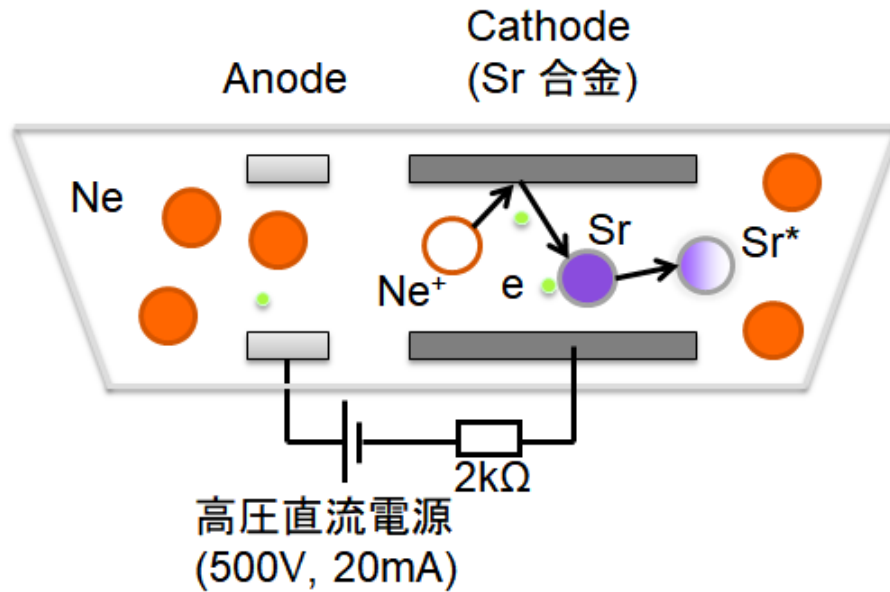 Cathode
(Sr 合金)
Anode
Ne
Ne⁺
e
Sr
Sr*
2kΩ
高圧直流電源
(500V, 20mA)